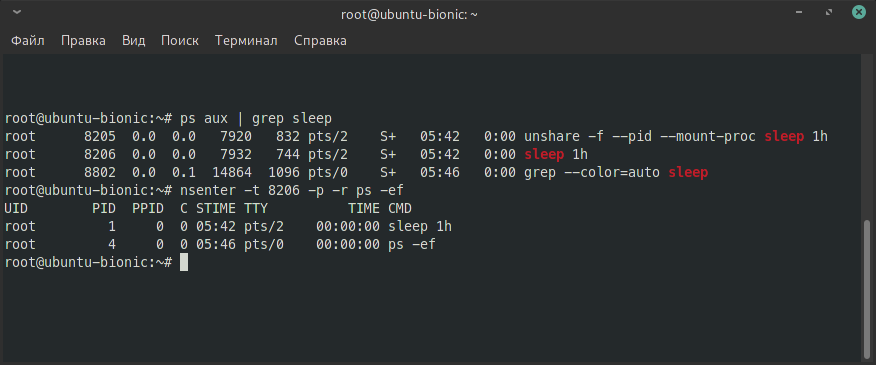 root@ubuntu-bionic: ~
Файл Правка Вид Поиск Терминал Справка
root@ubuntu-bionic:~# ps aux | grep sleep
root      8205  0.0  0.0   7920   832 pts/2    S+   05:42   0:00 unshare -f --pid --mount-proc sleep 1h
root      8206  0.0  0.0   7932   744 pts/2    S+   05:42   0:00 sleep 1h
root      8802  0.0  0.1  14864  1096 pts/0    S+   05:46   0:00 grep --color=auto sleep
root@ubuntu-bionic:~# nsenter -t 8206 -p -r ps -ef
UID        PID  PPID  C STIME TTY          TIME CMD
root         1     0  0 05:42 pts/2    00:00:00 sleep 1h
root         4     0  0 05:46 pts/0    00:00:00 ps -ef
root@ubuntu-bionic:~#